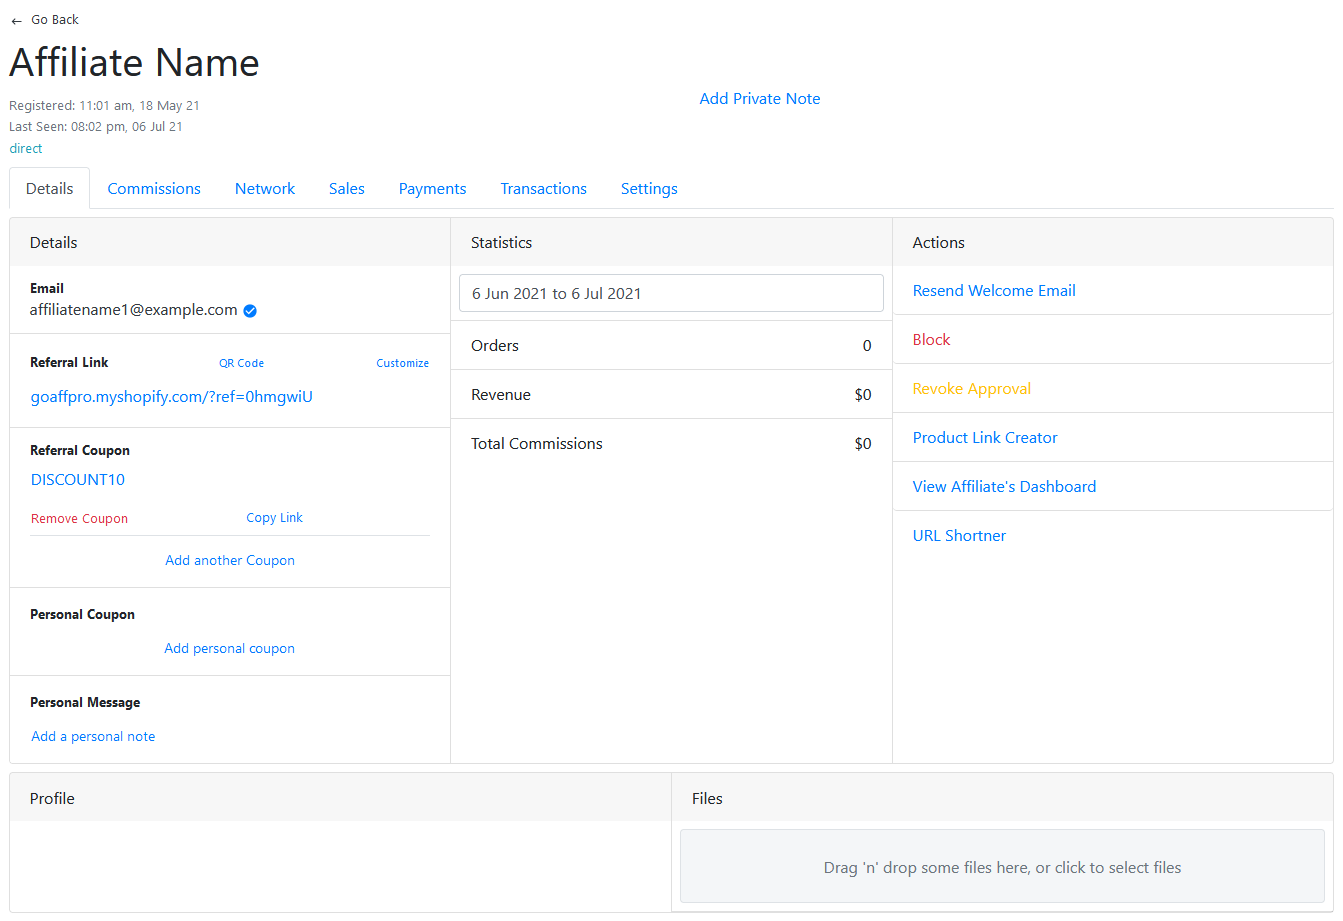 ← Go Back
Affiliate Name
Registered: 11:01 am, 18 May 21
Last Seen: 08:02 pm, 06 Jul 21
direct
Add Private Note
Details Commissions Network Sales Payments Transactions Settings
Details
Email
affiliatename1@example.com
Referral Link QR Code Customize
goaffpro.myshopify.com/?ref=0hmgwiU
Referral Coupon
DISCOUNT10
Remove Coupon Copy Link
Add another Coupon
Personal Coupon
Add personal coupon
Personal Message
Add a personal note
Statistics
6 Jun 2021 to 6 Jul 2021
Orders 0
Revenue $0
Total Commissions $0
Actions
Resend Welcome Email
Block
Revoke Approval
Product Link Creator
View Affiliate's Dashboard
URL Shortner
Profile
Files
Drag 'n' drop some files here, or click to select files